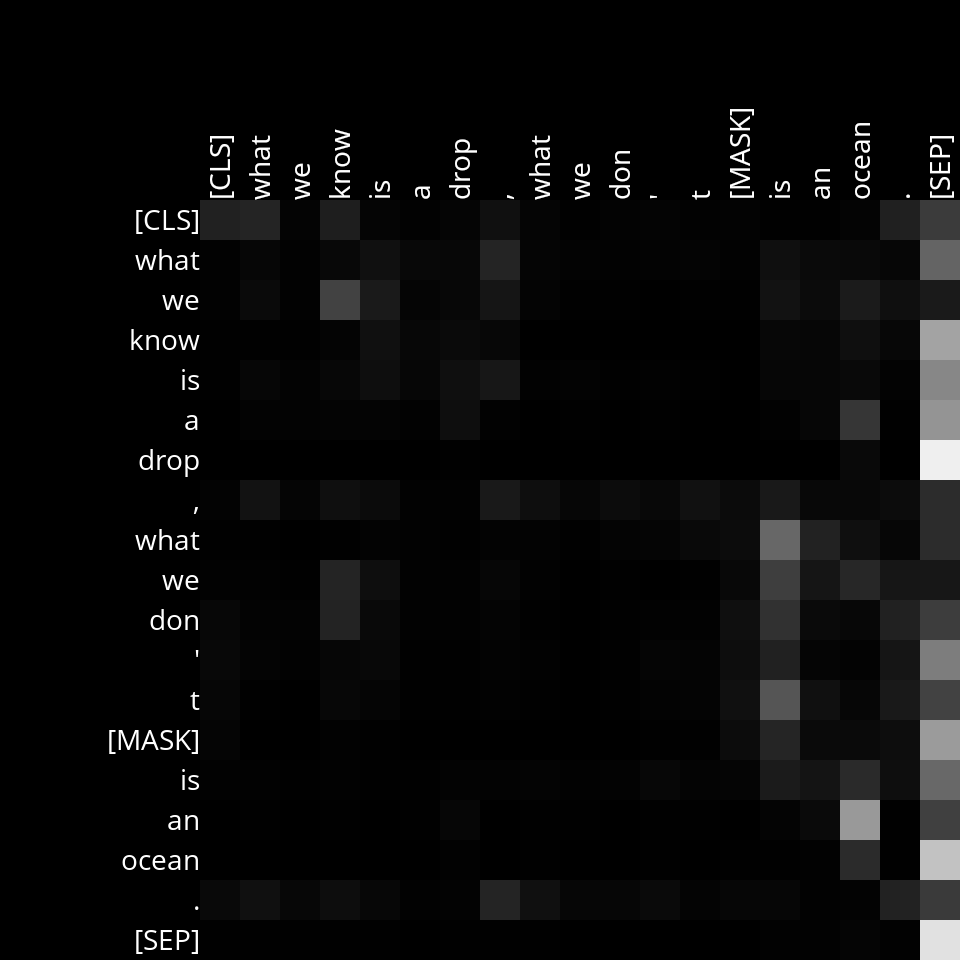 [CLS] what we know is a drop , what we don ' t [MASK] is an ocean . [SEP]
[CLS]
what
we
know
is
a
drop
,
what
we
don
'
t
[MASK]
is
an
ocean
.
[SEP]